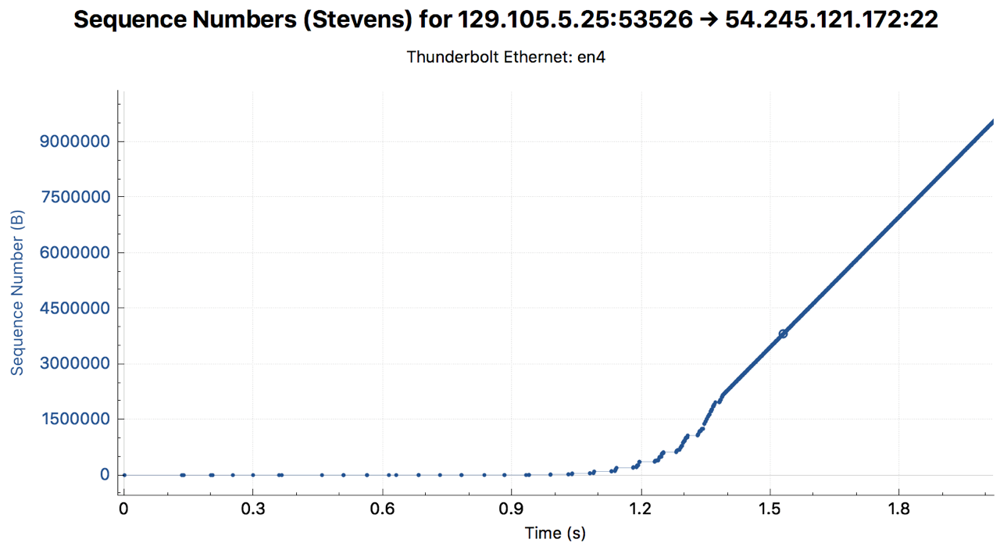 Sequence Numbers (Stevens) for 129.105.5.25:53526 → 54.245.121.172:22
Thunderbolt Ethernet: en4
Sequence Number (B)
9000000
7500000
6000000
4500000
3000000
1500000
0
0 0.3 0.6 0.9 1.2 1.5 1.8
Time (s)